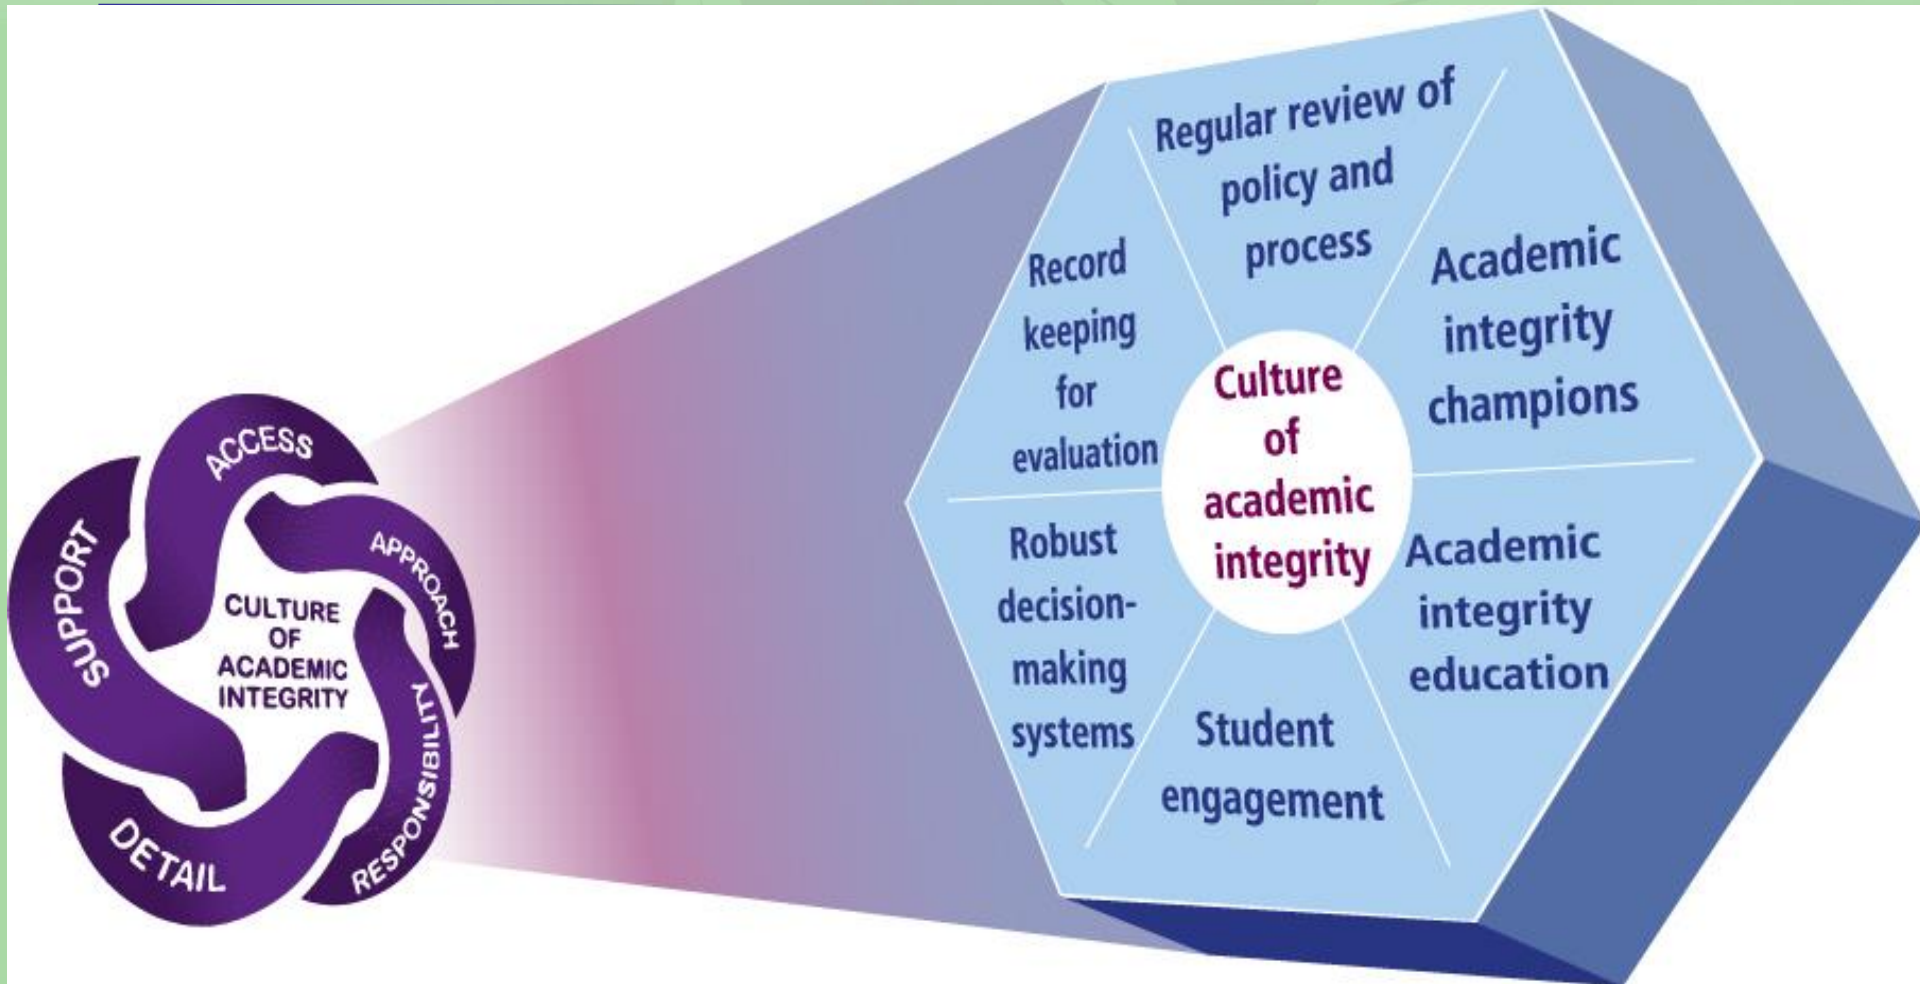 ACCESS
APPROACH
RESPONSIBILITY
DETAIL
SUPPORT
CULTURE
OF
ACADEMIC
INTEGRITY
Regular review of
policy and
process
Academic
integrity
champions
Academic
integrity
education
Student
engagement
Robust
decision-
making
systems
Record
keeping
for
evaluation
Culture
of
academic
integrity